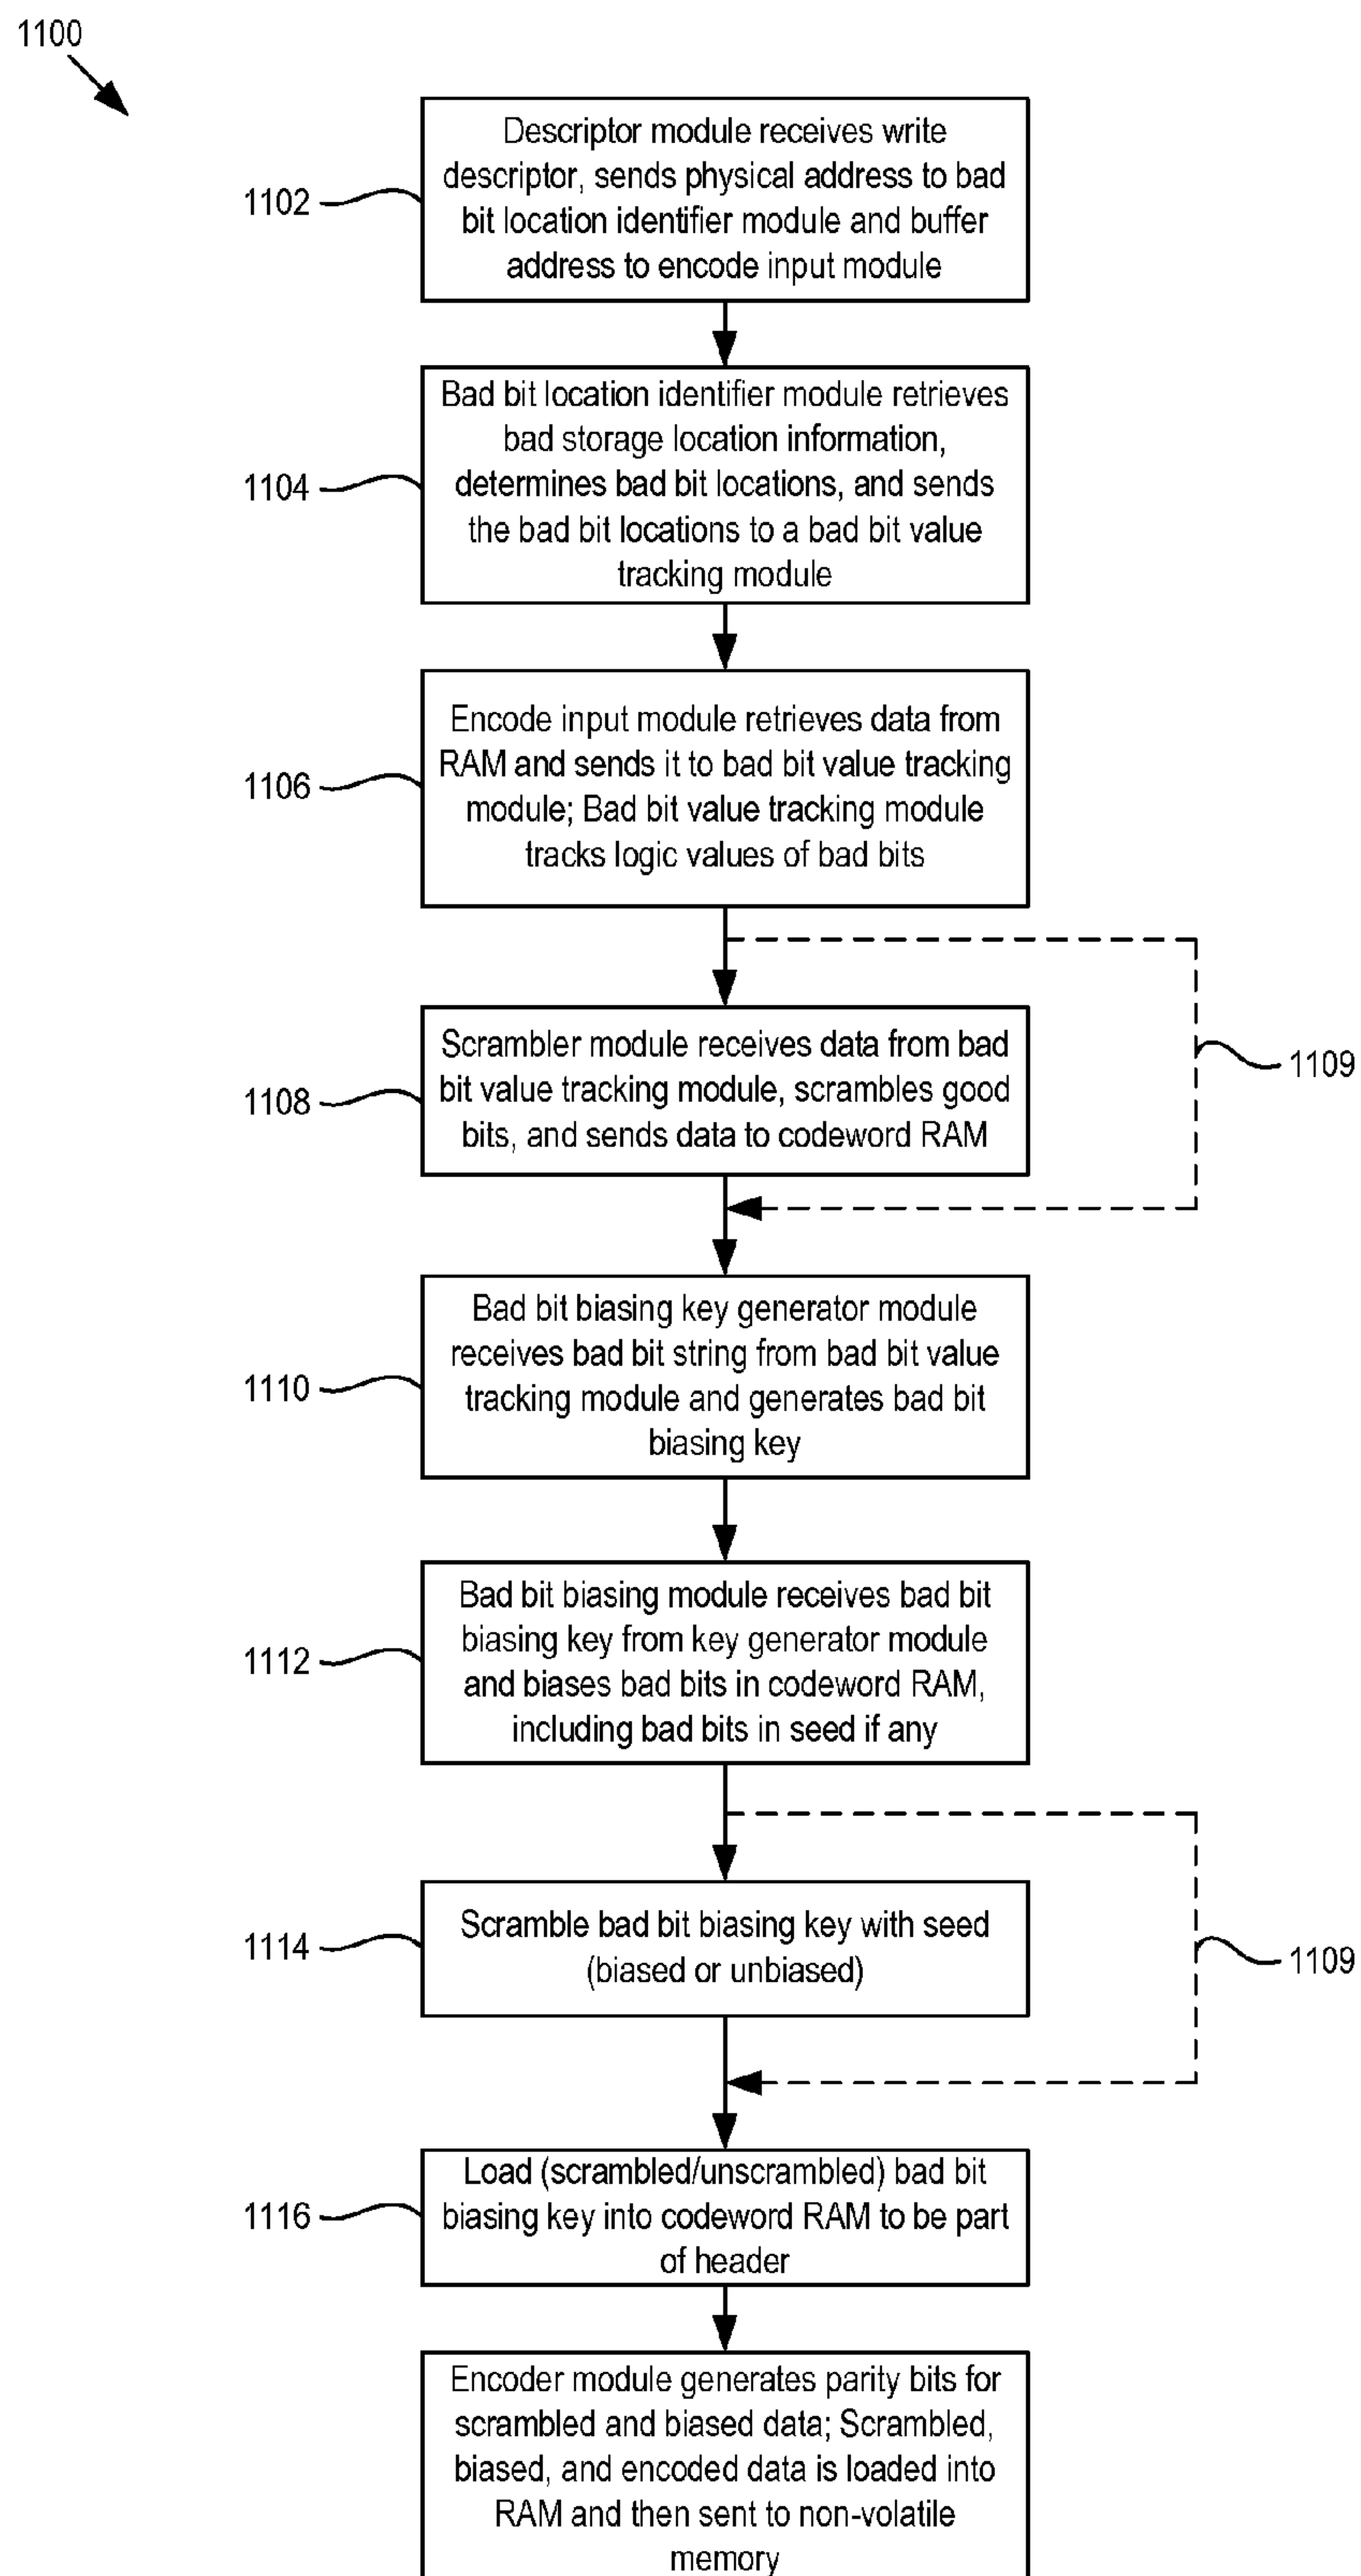 1100
Descriptor module receives write
descriptor, sends physical address to bad
bit location identifier module and buffer
address to encode input module
1102
Bad bit location identifier module retrieves
bad storage location information,
determines bad bit locations, and sends
the bad bit locations to a bad bit value
tracking module
1104
Encode input module retrieves data from
RAM and sends it to bad bit value tracking
module; Bad bit value tracking module
tracks logic values of bad bits
1106
Scrambler module receives data from bad
bit value tracking module, scrambles good
bits, and sends data to codeword RAM
1108
1109
Bad bit biasing key generator module
receives bad bit string from bad bit value
tracking module and generates bad bit
biasing key
1110
Bad bit biasing module receives bad bit
biasing key from key generator module
and biases bad bits in codeword RAM,
including bad bits in seed if any
1112
Scramble bad bit biasing key with seed
(biased or unbiased)
1114
1109
Load (scrambled/unscrambled) bad bit
biasing key into codeword RAM to be part
of header
1116
Encoder module generates parity bits for
scrambled and biased data; Scrambled,
biased, and encoded data is loaded into
RAM and then sent to non-volatile
memory